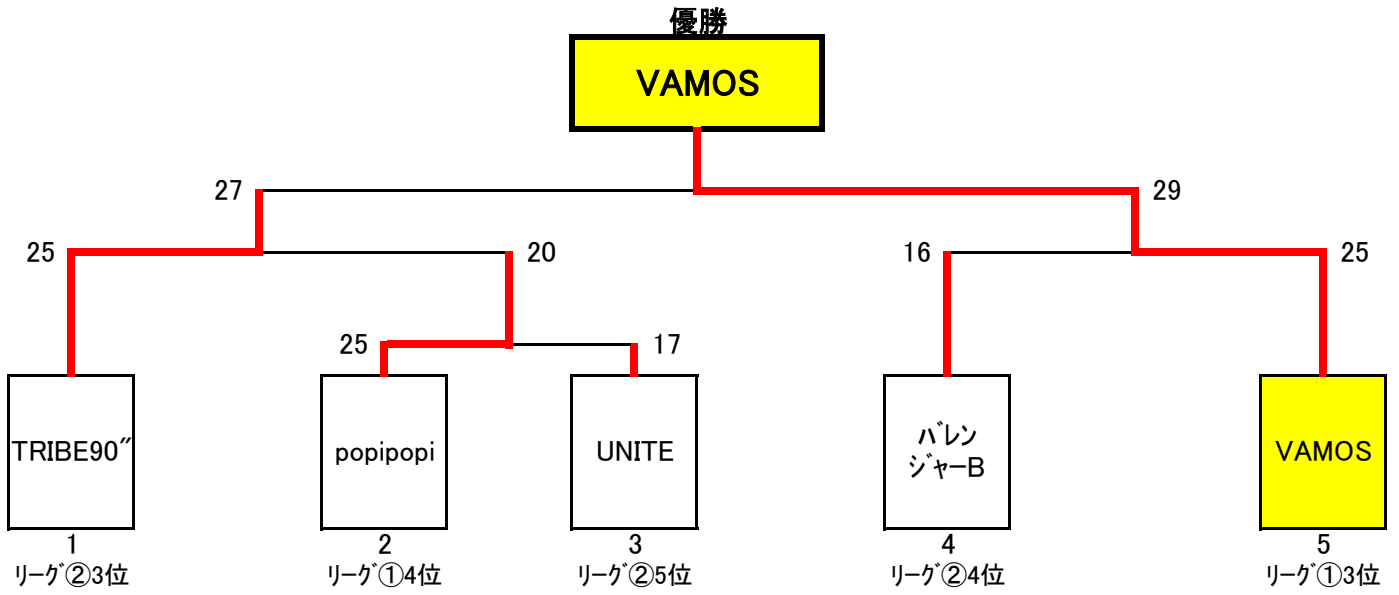 優勝
VAMOS
27
29
25
20
16
25
25
17
TRIBE90″
popipopi
UNITE
ﾊﾞﾚﾝ
ｼﾞｬｰB
VAMOS
1
2
3
4
5
ﾘｰｸﾞ②3位
ﾘｰｸﾞ①4位
ﾘｰｸﾞ②5位
ﾘｰｸﾞ②4位
ﾘｰｸﾞ①3位